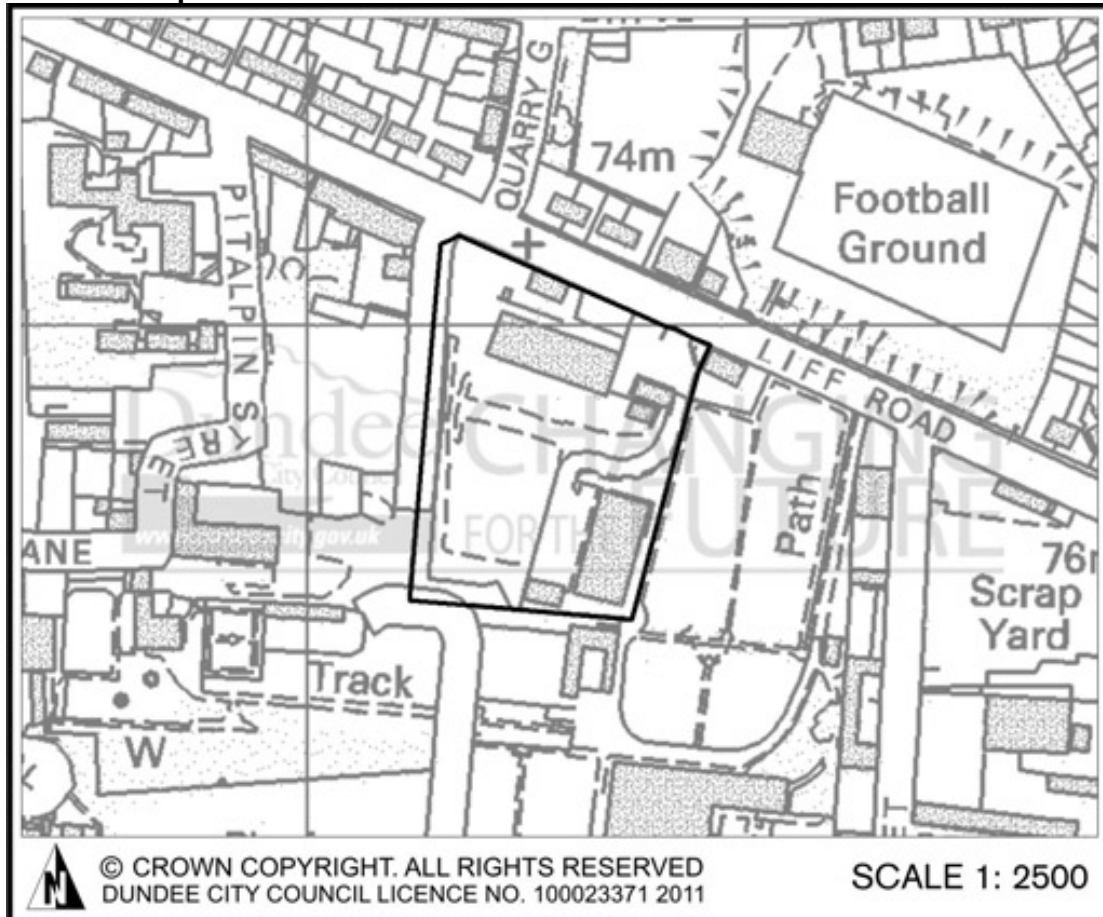 QUARRY G
74m
Football
Ground
PITALPIN STREET
LIFF ROAD
Dundee
City Council
CHANGING
FOR THE FUTURE
www.dundeecity.gov.uk
ANE
Path
76m
Scrap
Yard
Track
W
© CROWN COPYRIGHT. ALL RIGHTS RESERVED
DUNDEE CITY COUNCIL LICENCE NO. 100023371 2011
SCALE 1: 2500
N